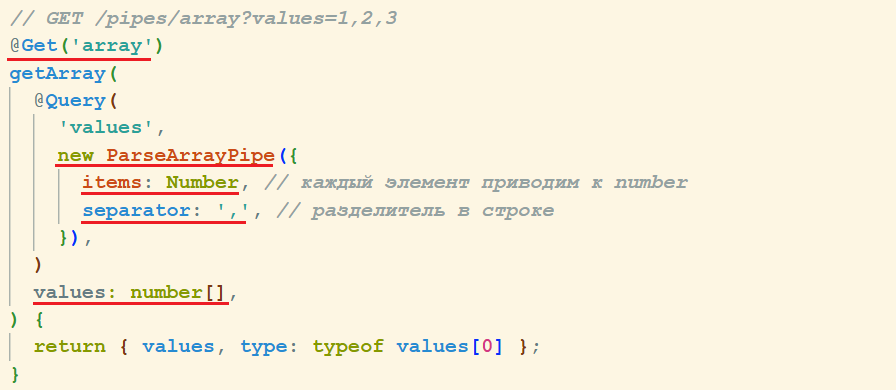 // GET /pipes/array?values=1,2,3
@Get('array')
getArray(
@Query(
'values',
new ParseArrayPipe({
items: Number, // каждый элемент приводим к number
separator: ',', // разделитель в строке
}),
)
values: number[],
) {
return { values, type: typeof values[0] };
}